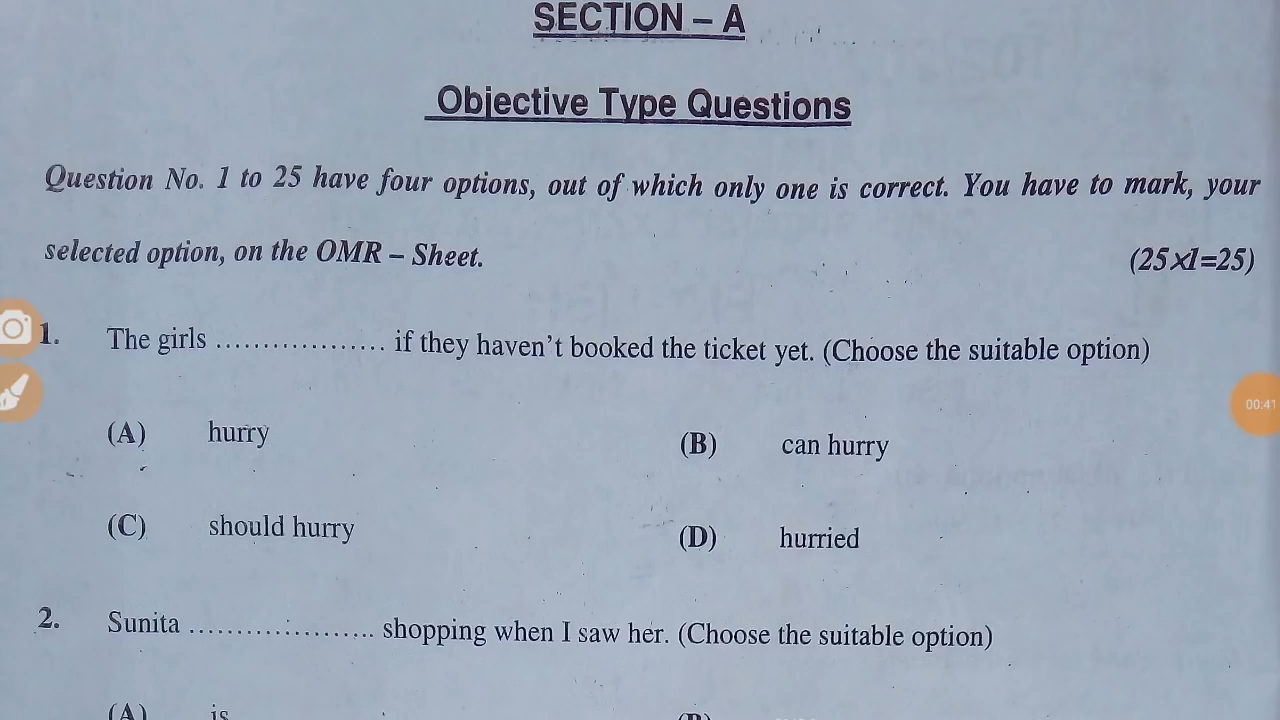 SECTION – A
Objective Type Questions
Question No. 1 to 25 have four options, out of which only one is correct. You have to mark, your
selected option, on the OMR – Sheet. (25×1=25)
1. The girls .................. if they haven't booked the ticket yet. (Choose the suitable option)
(A) hurry (B) can hurry
(C) should hurry (D) hurried
2. Sunita .................... shopping when I saw her. (Choose the suitable option)
(A) is (B)
00:41